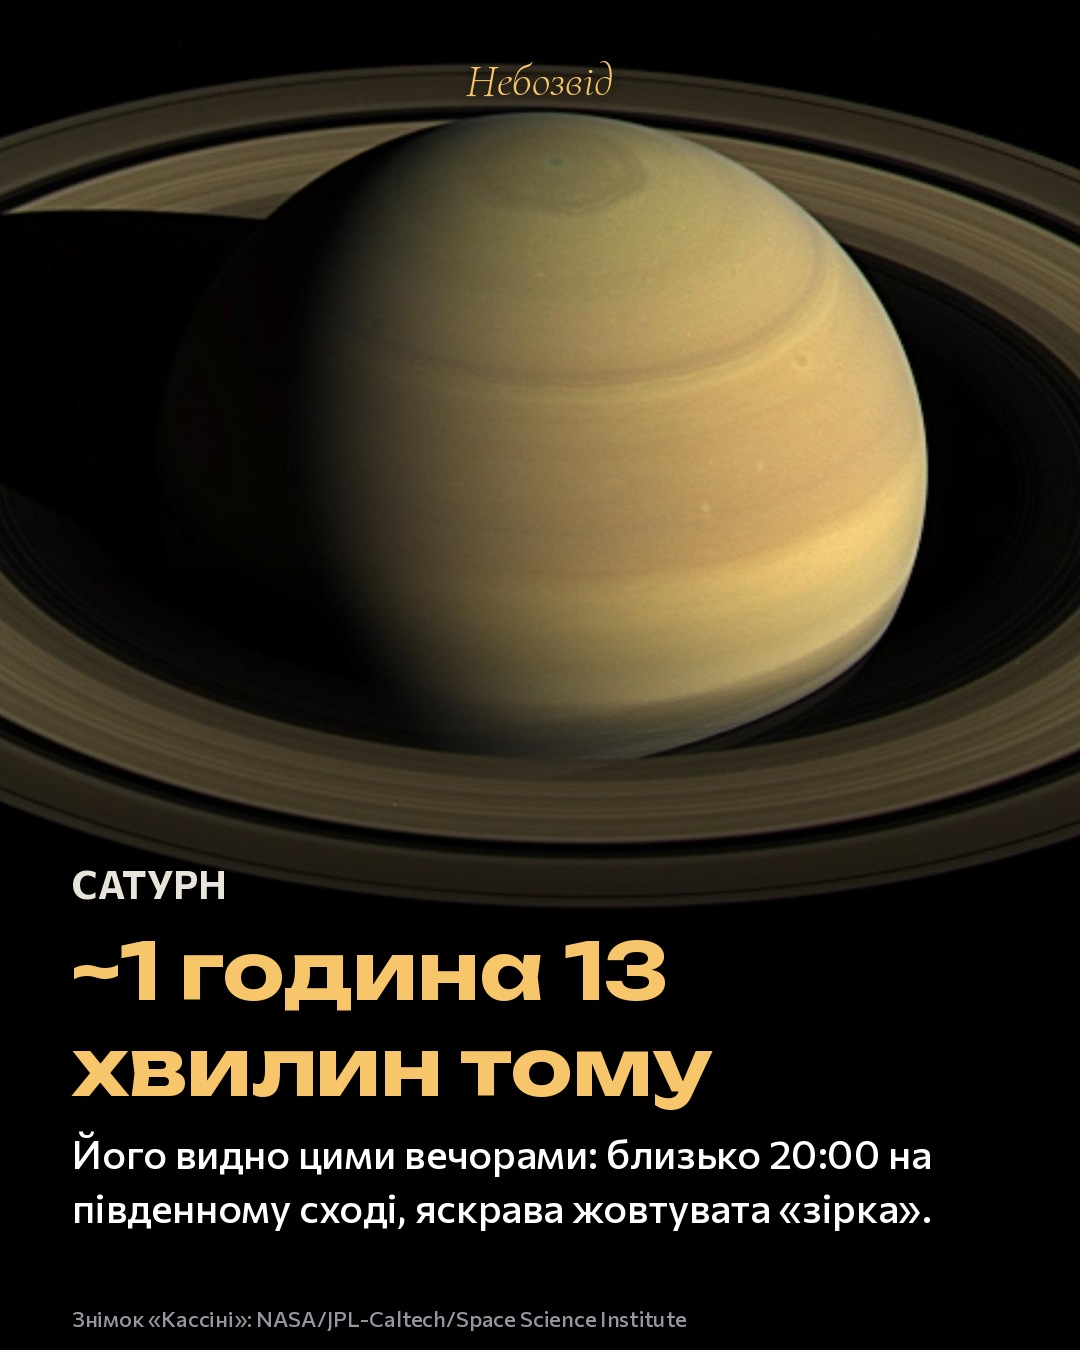 Небозвід
САТУРН
~1 година 13
хвилин тому
Його видно цими вечорами: близько 20:00 на
південному сході, яскрава жовтувата «зірка».
Знімок «Кассіні»: NASA/JPL-Caltech/Space Science Institute